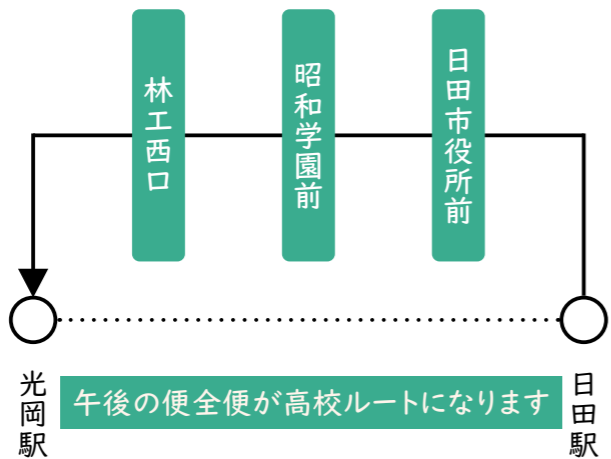 林工西口
昭和学園前
日田市役所前
光岡駅
午後の便全便が高校ルートになります
日田駅